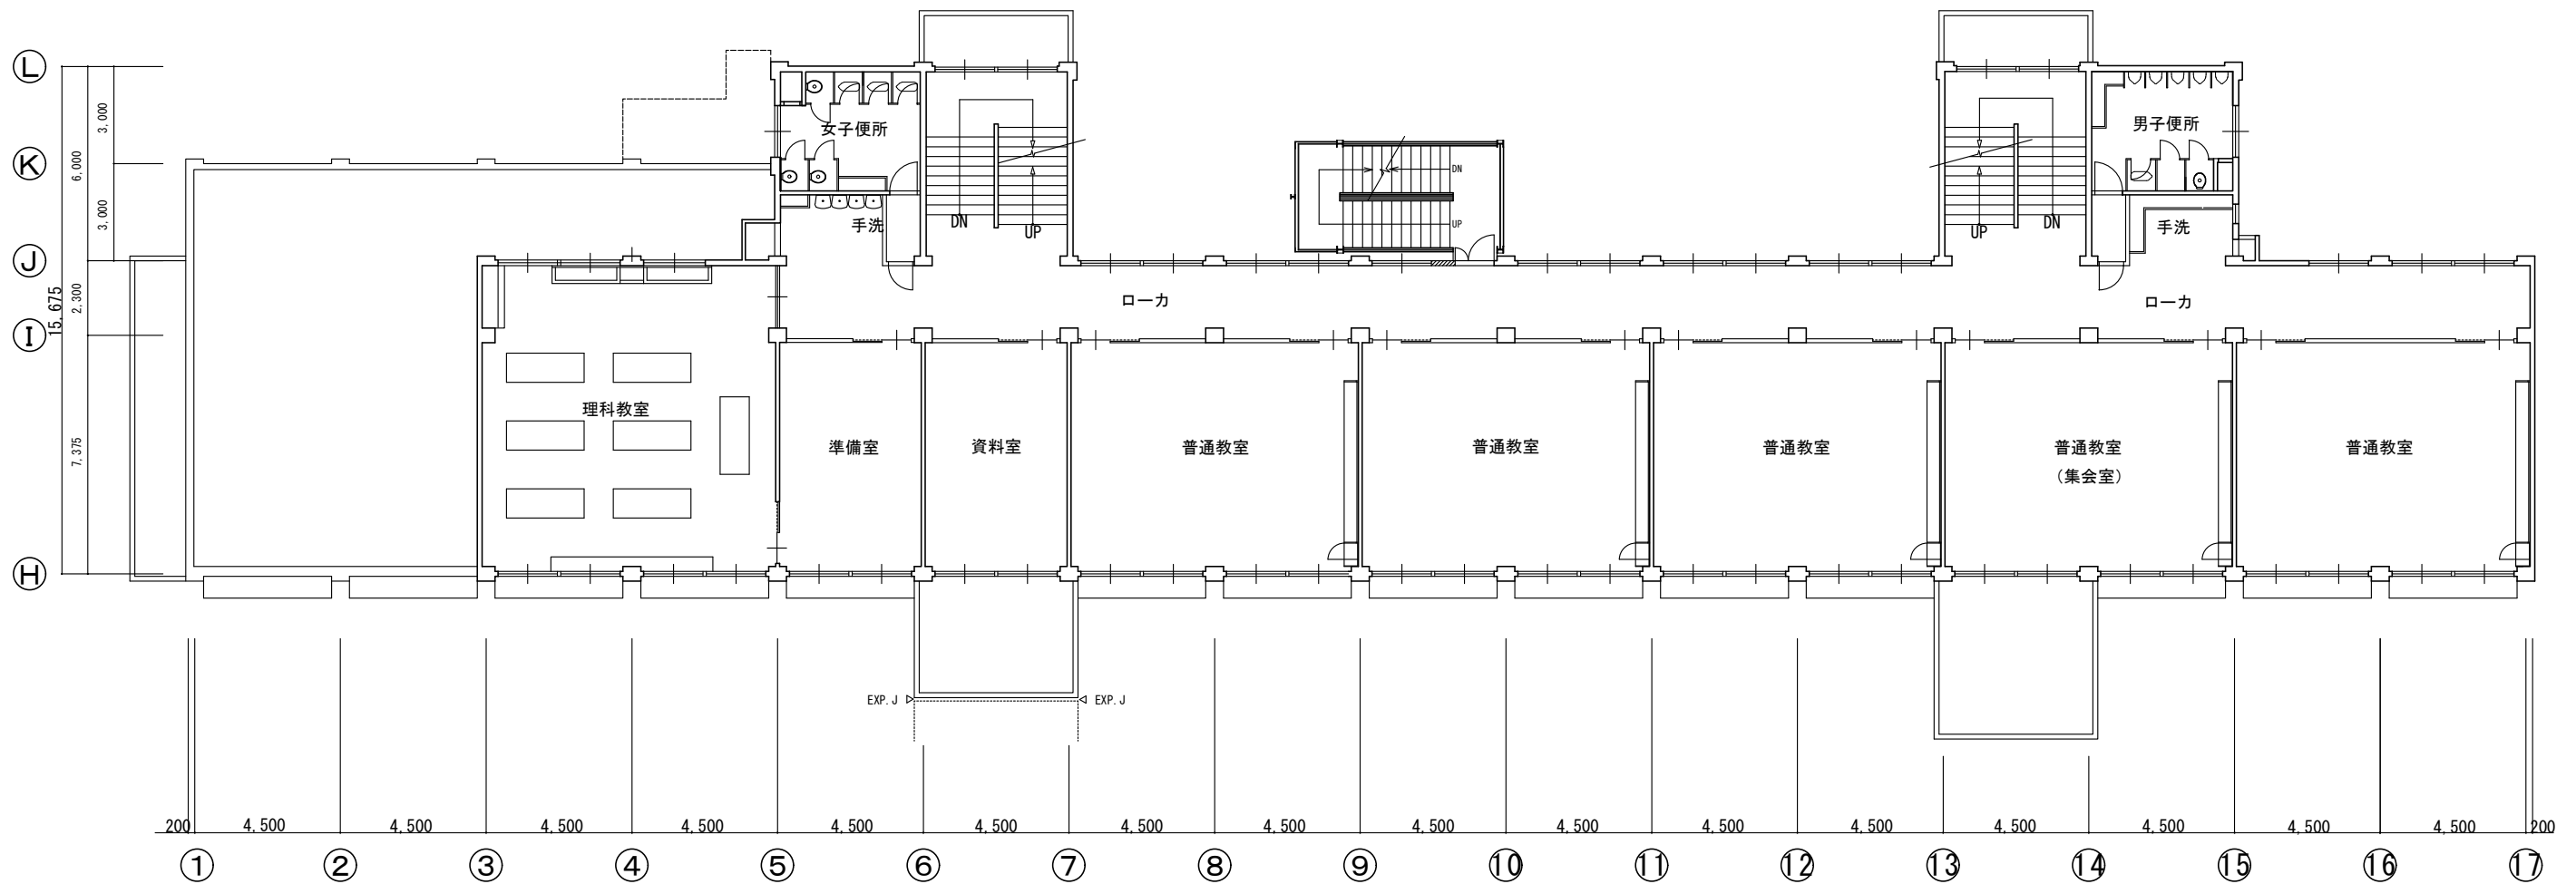 L
K
J
I
H
3,000
6,000
3,000
15,675
2,300
7,375
女子便所
手洗
DN
UP
DN
UP
男子便所
手洗
UP
DN
ローカ
ローカ
理科教室
準備室
資料室
普通教室
普通教室
普通教室
普通教室
(集会室)
普通教室
EXP.J
EXP.J
200 4,500 4,500 4,500 4,500 4,500 4,500 4,500 4,500 4,500 4,500 4,500 4,500 4,500 4,500 4,500 4,500 200
① ② ③ ④ ⑤ ⑥ ⑦ ⑧ ⑨ ⑩ ⑪ ⑫ ⑬ ⑭ ⑮ ⑯ ⑰